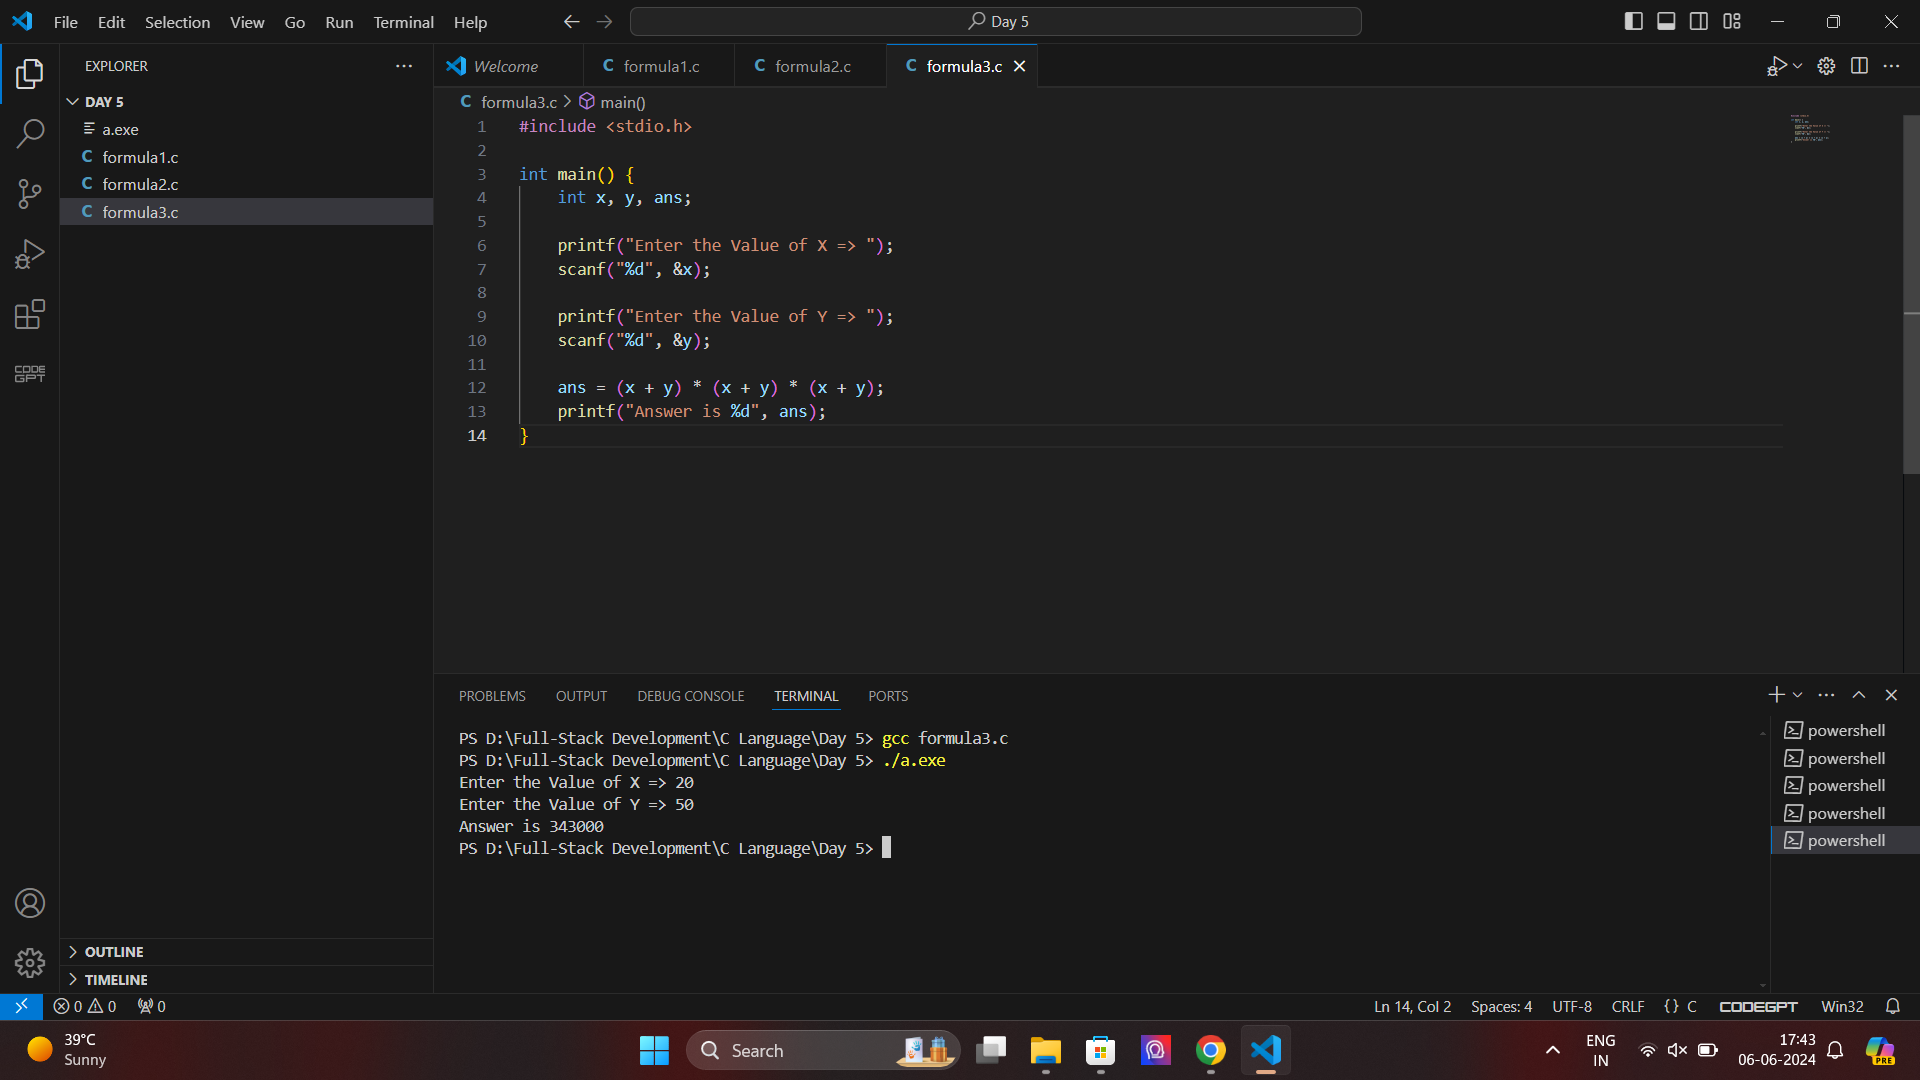 File Edit Selection View Go Run Terminal Help
Day 5
EXPLORER
DAY 5
a.exe
C formula1.c
C formula2.c
C formula3.c
Welcome
C formula1.c
C formula2.c
C formula3.c
C formula3.c > main()
1 #include <stdio.h>
2
3 int main() {
4     int x, y, ans;
5
6     printf("Enter the Value of X => ");
7     scanf("%d", &x);
8
9     printf("Enter the Value of Y => ");
10     scanf("%d", &y);
11
12     ans = (x + y) * (x + y) * (x + y);
13     printf("Answer is %d", ans);
14 }
CODE
GPT
PROBLEMS OUTPUT DEBUG CONSOLE TERMINAL PORTS
PS D:\Full-Stack Development\C Language\Day 5> gcc formula3.c
PS D:\Full-Stack Development\C Language\Day 5> ./a.exe
Enter the Value of X => 20
Enter the Value of Y => 50
Answer is 343000
PS D:\Full-Stack Development\C Language\Day 5>
powershell
powershell
powershell
powershell
powershell
OUTLINE
TIMELINE
0 0 0
Ln 14, Col 2 Spaces: 4 UTF-8 CRLF {} C CODEGPT Win32
39°C
Sunny
Search
ENG
IN
17:43
06-06-2024
PRE